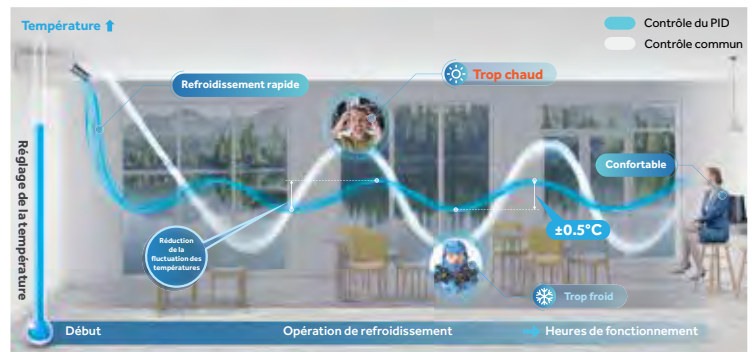 Température
Contrôle du PID
Contrôle commun
Refroidissement rapide
Trop chaud
Réglage de la température
Confortable
Réduction
de la
fluctuation des
températures
±0.5°C
Trop froid
Début
Opération de refroidissement
Heures de fonctionnement